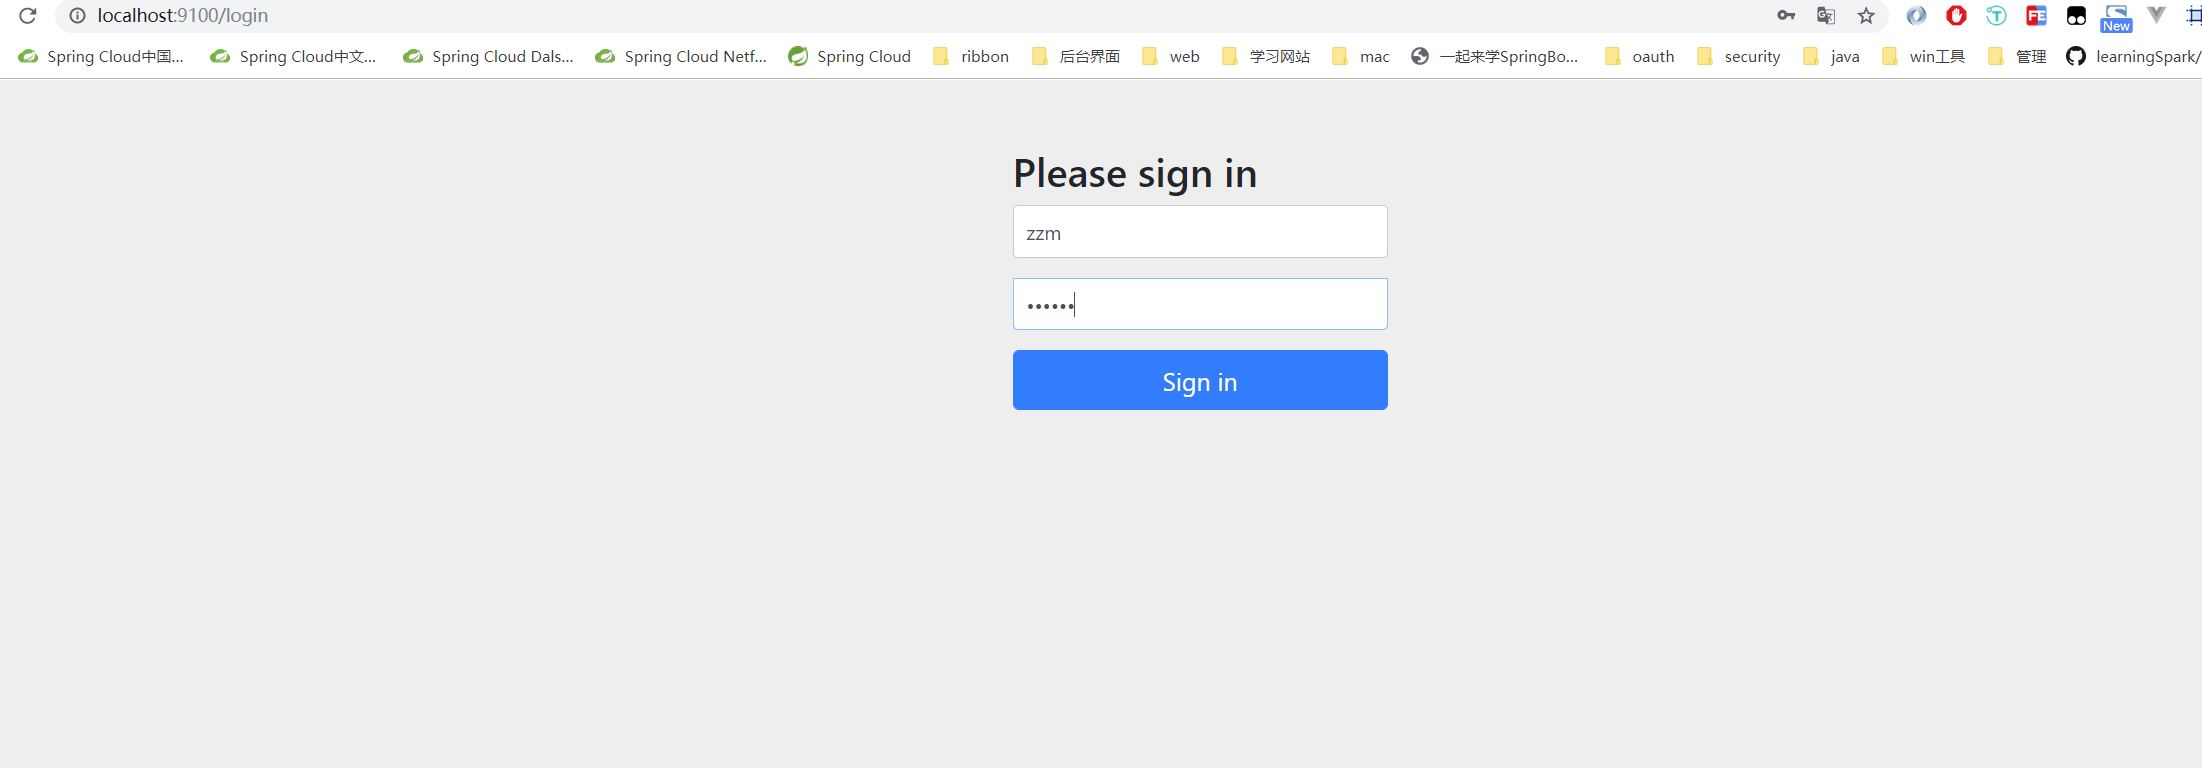 localhost:9100/login
New
Spring Cloud中国... Spring Cloud中文... Spring Cloud Dals... Spring Cloud Netf... Spring Cloud ribbon 后台界面 web 学习网站 mac 一起来学SpringBo... oauth security java win工具 管理 learningSpark/
Please sign in
zzm
••••••
Sign in